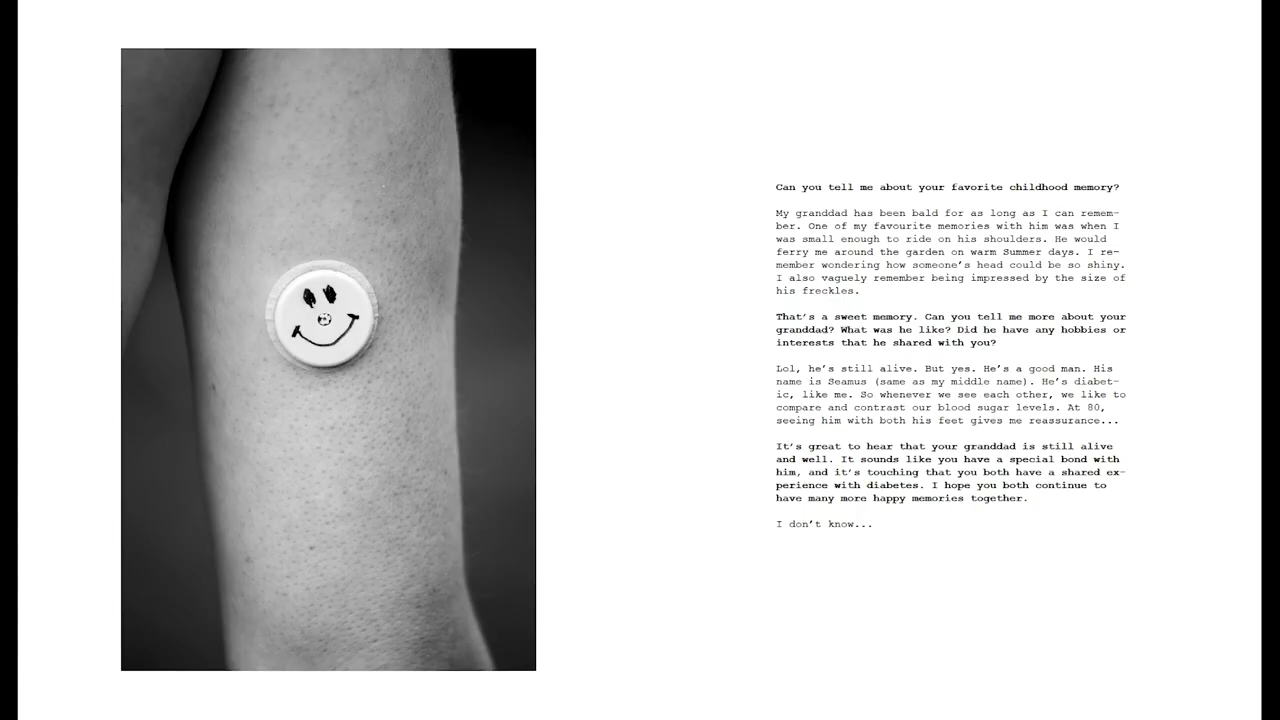 Can you tell me about your favorite childhood memory?
My granddad has been bald for as long as I can remem-
ber. One of my favourite memories with him was when I
was small enough to ride on his shoulders. He would
ferry me around the garden on warm Summer days. I re-
member wondering how someone's head could be so shiny.
I also vaguely remember being impressed by the size of
his freckles.
That's a sweet memory. Can you tell me more about your
granddad? What was he like? Did he have any hobbies or
interests that he shared with you?
Lol, he's still alive. But yes. He's a good man. His
name is Seamus (same as my middle name). He's diabet-
ic, like me. So whenever we see each other, we like to
compare and contrast our blood sugar levels. At 80,
seeing him with both his feet gives me reassurance...
It's great to hear that your granddad is still alive
and well. It sounds like you have a special bond with
him, and it's touching that you both have a shared ex-
perience with diabetes. I hope you both continue to
have many more happy memories together.
I don't know...